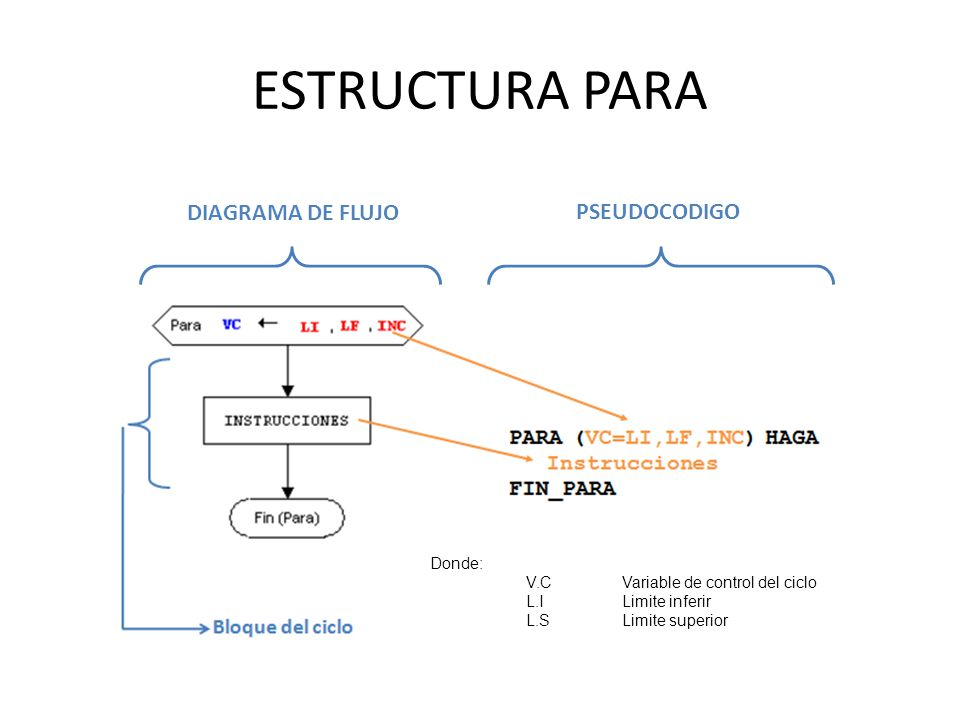 ESTRUCTURA PARA
DIAGRAMA DE FLUJO
PSEUDOCODIGO
Para VC ← LI , LF , INC
INSTRUCCIONES
Fin (Para)
Bloque del ciclo
PARA (VC=LI,LF,INC) HAGA
Instrucciones
FIN_PARA
Donde:
V.C Variable de control del ciclo
L.I Limite inferir
L.S Limite superior